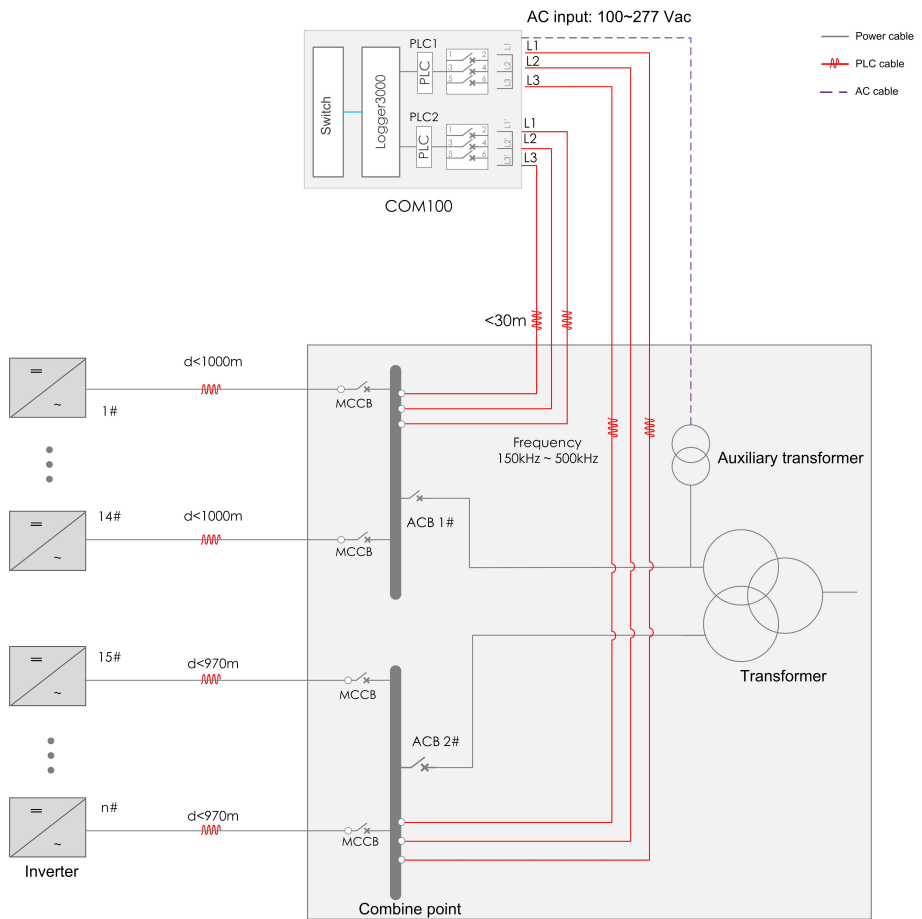 AC input: 100~277 Vac
Power cable
PLC cable
AC cable
PLC1
Switch
Logger3000
PLC
1 2
3 4
5 6
L1
L2
L3
L1
L2
L3
PLC2
PLC
1 2
3 4
5 6
L1'
L2'
L3'
L1
L2
L3
COM100
<30m
d<1000m
1#
MCCB
Frequency
150kHz ~ 500kHz
Auxiliary transformer
14#
d<1000m
MCCB
ACB 1#
15#
d<970m
MCCB
Transformer
ACB 2#
n#
d<970m
MCCB
Inverter
Combine point